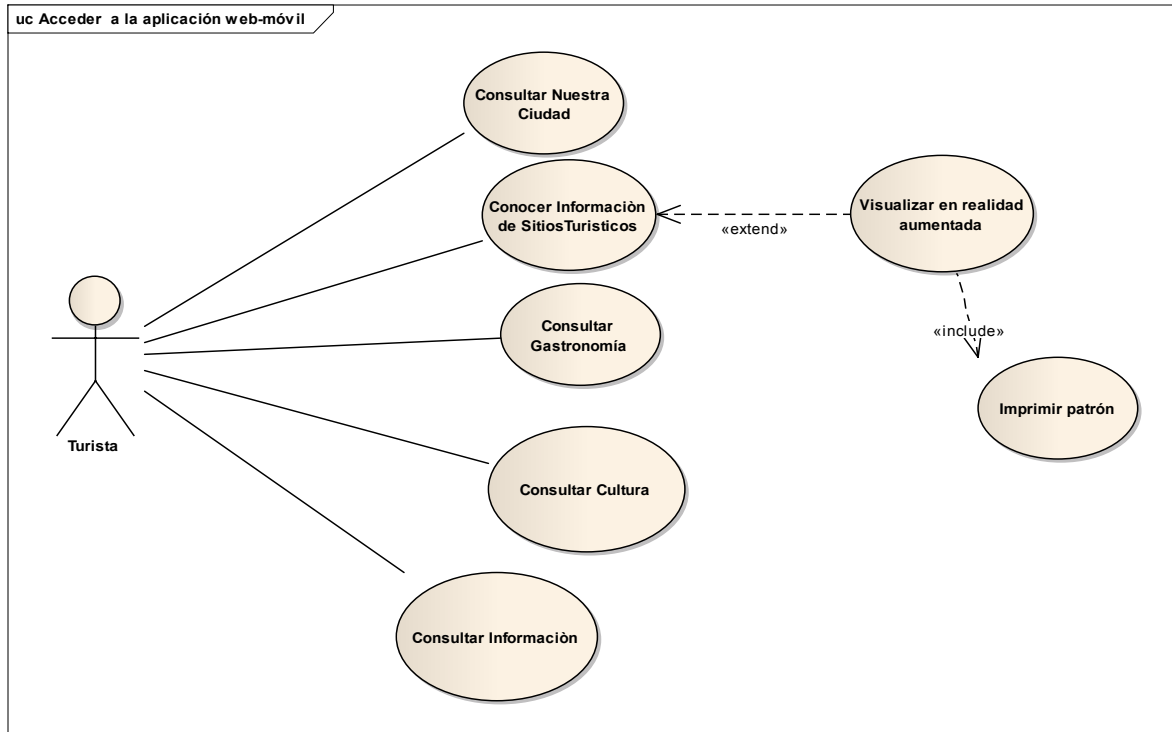 uc Acceder a la aplicación web-móvil
Consultar Nuestra
Ciudad
Conocer Informaciòn
de SitiosTuristicos
«extend»
Visualizar en realidad
aumentada
Consultar
Gastronomía
«include»
Imprimir patrón
Turista
Consultar Cultura
Consultar Informaciòn